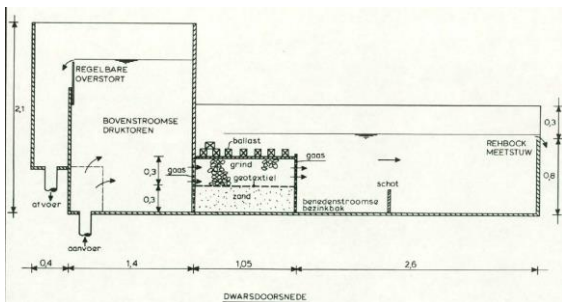 REGELBARE
OVERSTORT
BOVENSTROOMSE
DRUKTOREN
2,1
afvoer
aanvoer
gaas
0,3
0,3
ballast
grind
geotextiel
zand
gaas
schot
benedenstroomse
bezinkbak
REHBOCK
MEETSTUW
0,3
0,8
0,4
1,4
1,05
2,6
DWARSDOORSNEDE